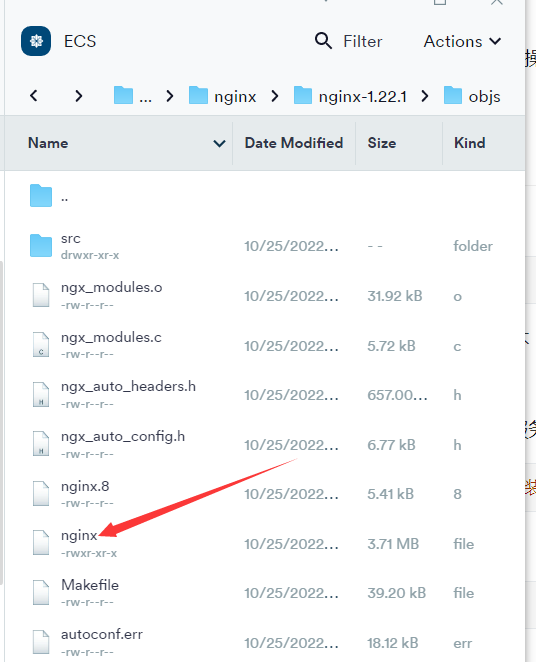 ECS
Filter
Actions
... nginx nginx-1.22.1 objs
Name Date Modified Size Kind
..
src 10/25/2022... - - folder
drwxr-xr-x
ngx_modules.o 10/25/2022... 31.92 kB o
-rw-r--r--
ngx_modules.c 10/25/2022... 5.72 kB c
-rw-r--r--
ngx_auto_headers.h 10/25/2022... 657.00... h
-rw-r--r--
ngx_auto_config.h 10/25/2022... 6.77 kB h
-rw-r--r--
nginx.8 10/25/2022... 5.41 kB 8
-rw-r--r--
nginx 10/25/2022... 3.71 MB file
-rwxr-xr-x
Makefile 10/25/2022... 39.20 kB file
-rw-r--r--
autoconf.err 10/25/2022... 18.12 kB err
-rw-r--r--